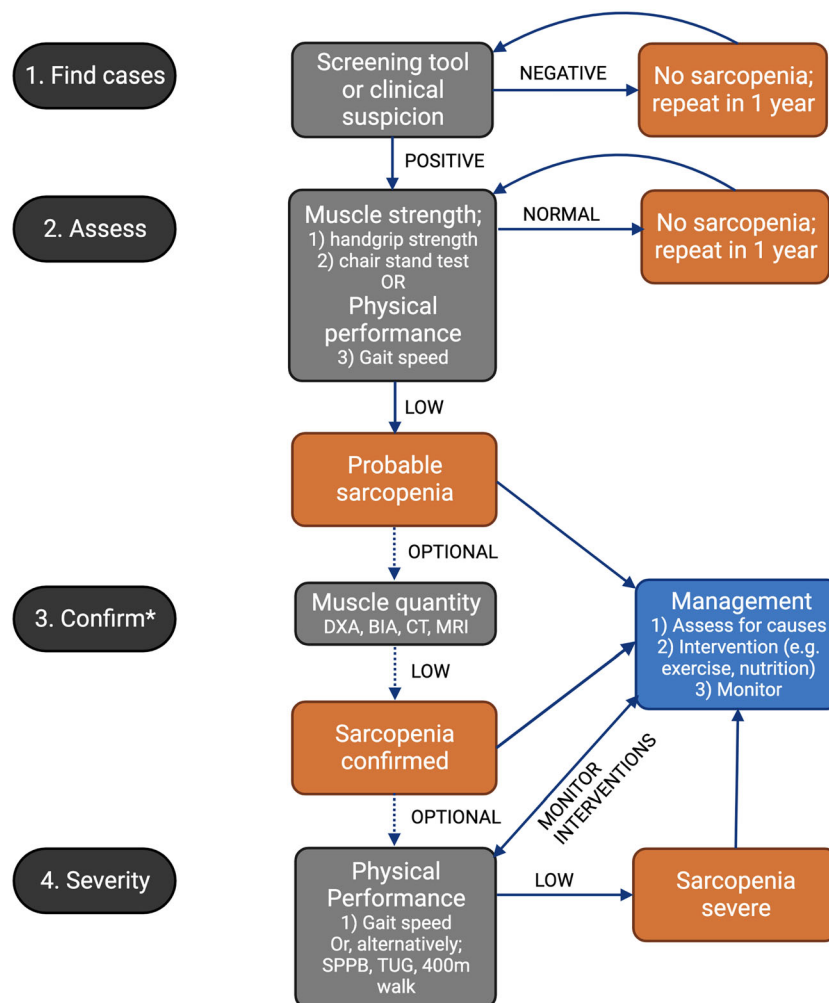 1. Find cases
Screening tool
or clinical
suspicion
NEGATIVE
No sarcopenia;
repeat in 1 year
POSITIVE
2. Assess
Muscle strength;
1) handgrip strength
2) chair stand test
OR
Physical
performance
3) Gait speed
NORMAL
No sarcopenia;
repeat in 1 year
LOW
Probable
sarcopenia
OPTIONAL
3. Confirm*
Muscle quantity
DXA, BIA, CT, MRI
Management
1) Assess for causes
2) Intervention (e.g.
exercise, nutrition)
3) Monitor
LOW
Sarcopenia
confirmed
MONITOR
INTERVENTIONS
OPTIONAL
4. Severity
Physical
Performance
1) Gait speed
Or, alternatively;
SPPB, TUG, 400m
walk
LOW
Sarcopenia
severe